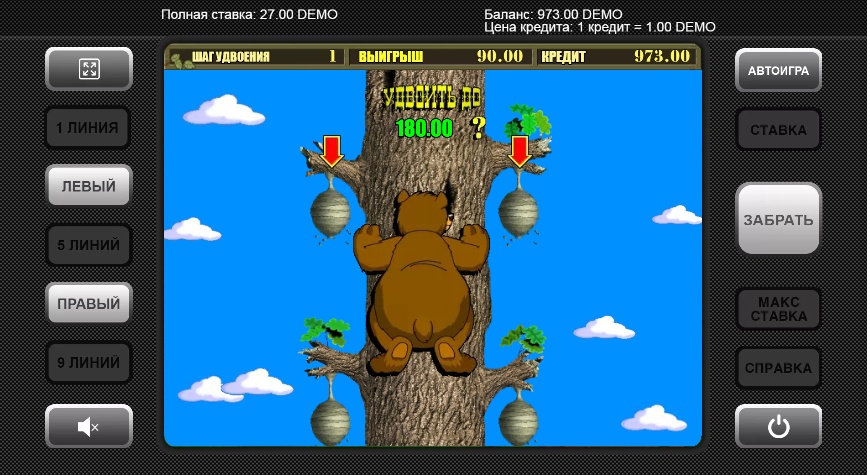 Полная ставка: 27.00 DEMO
Баланс: 973.00 DEMO
Цена кредита: 1 кредит = 1.00 DEMO
ШАГ УДВОЕНИЯ 1 ВЫИГРЫШ 90.00 КРЕДИТ 973.00
АВТОИГРА
УДВОИТЬ ДО
180.00 ?
1 ЛИНИЯ
СТАВКА
ЛЕВЫЙ
ЗАБРАТЬ
5 ЛИНИЙ
ПРАВЫЙ
МАКС
СТАВКА
9 ЛИНИЙ
СПРАВКА